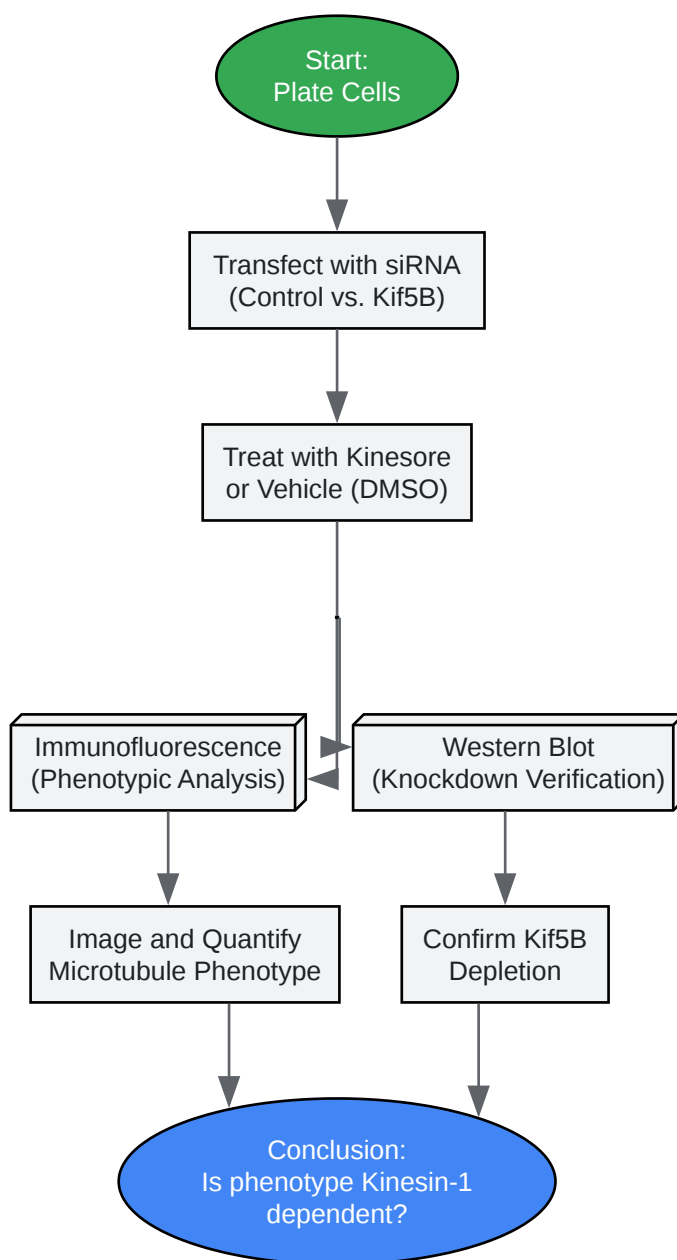 Start:
Plate Cells
Transfect with siRNA
(Control vs. Kif5B)
Treat with Kinesore
or Vehicle (DMSO)
Immunofluorescence
(Phenotypic Analysis)
Western Blot
(Knockdown Verification)
Image and Quantify
Microtubule Phenotype
Confirm Kif5B
Depletion
Conclusion:
Is phenotype Kinesin-1
dependent?